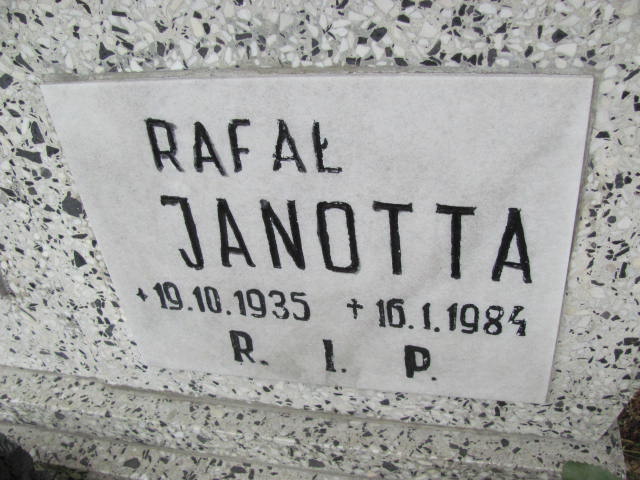 RAFAŁ
JANOTTA
+19.10.1935 +16.1.1984
R. I. P.